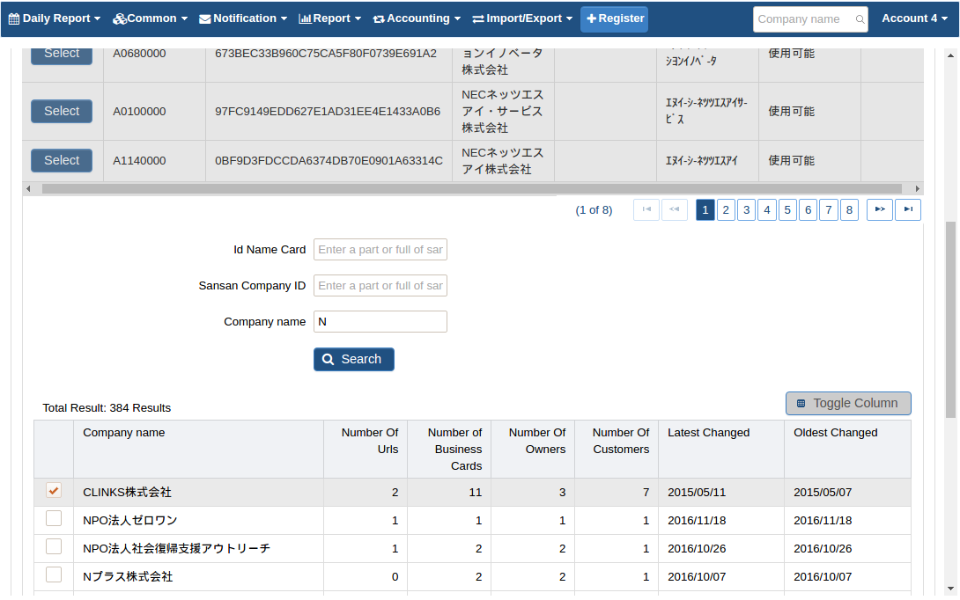 Daily Report Common Notification Report Accounting Import/Export Register Company name Account 4
Select A0680000 673BEC33B960C75CA5F80F0739E691A2 ョンイノベータ 株式会社 ｼｮﾝｲﾉﾍﾞｰﾀ 使用可能
Select A0100000 97FC9149EDD627E1AD31EE4E1433A0B6 NECネッツエス アイ・サービス 株式会社 ｴﾇｲｰｼｰﾈｯﾂｴｽｱｲｻｰ ﾋﾞｽ 使用可能
Select A1140000 0BF9D3FDCCDA6374DB70E0901A63314C NECネッツエス アイ株式会社 ｴﾇｲｰｼｰﾈｯﾂｴｽｱｲ 使用可能
(1 of 8) 1 2 3 4 5 6 7 8
Id Name Card Enter a part or full of sar
Sansan Company ID Enter a part or full of sar
Company name N
Search
Total Result: 384 Results Toggle Column
Company name Number Of Urls Number of Business Cards Number Of Owners Number Of Customers Latest Changed Oldest Changed
CLINKS株式会社 2 11 3 7 2015/05/11 2015/05/07
NPO法人ゼロワン 1 1 1 1 2016/11/18 2016/11/18
NPO法人社会復帰支援アウトリーチ 1 2 2 1 2016/10/26 2016/10/26
Nプラス株式会社 0 2 2 1 2016/10/07 2016/10/07